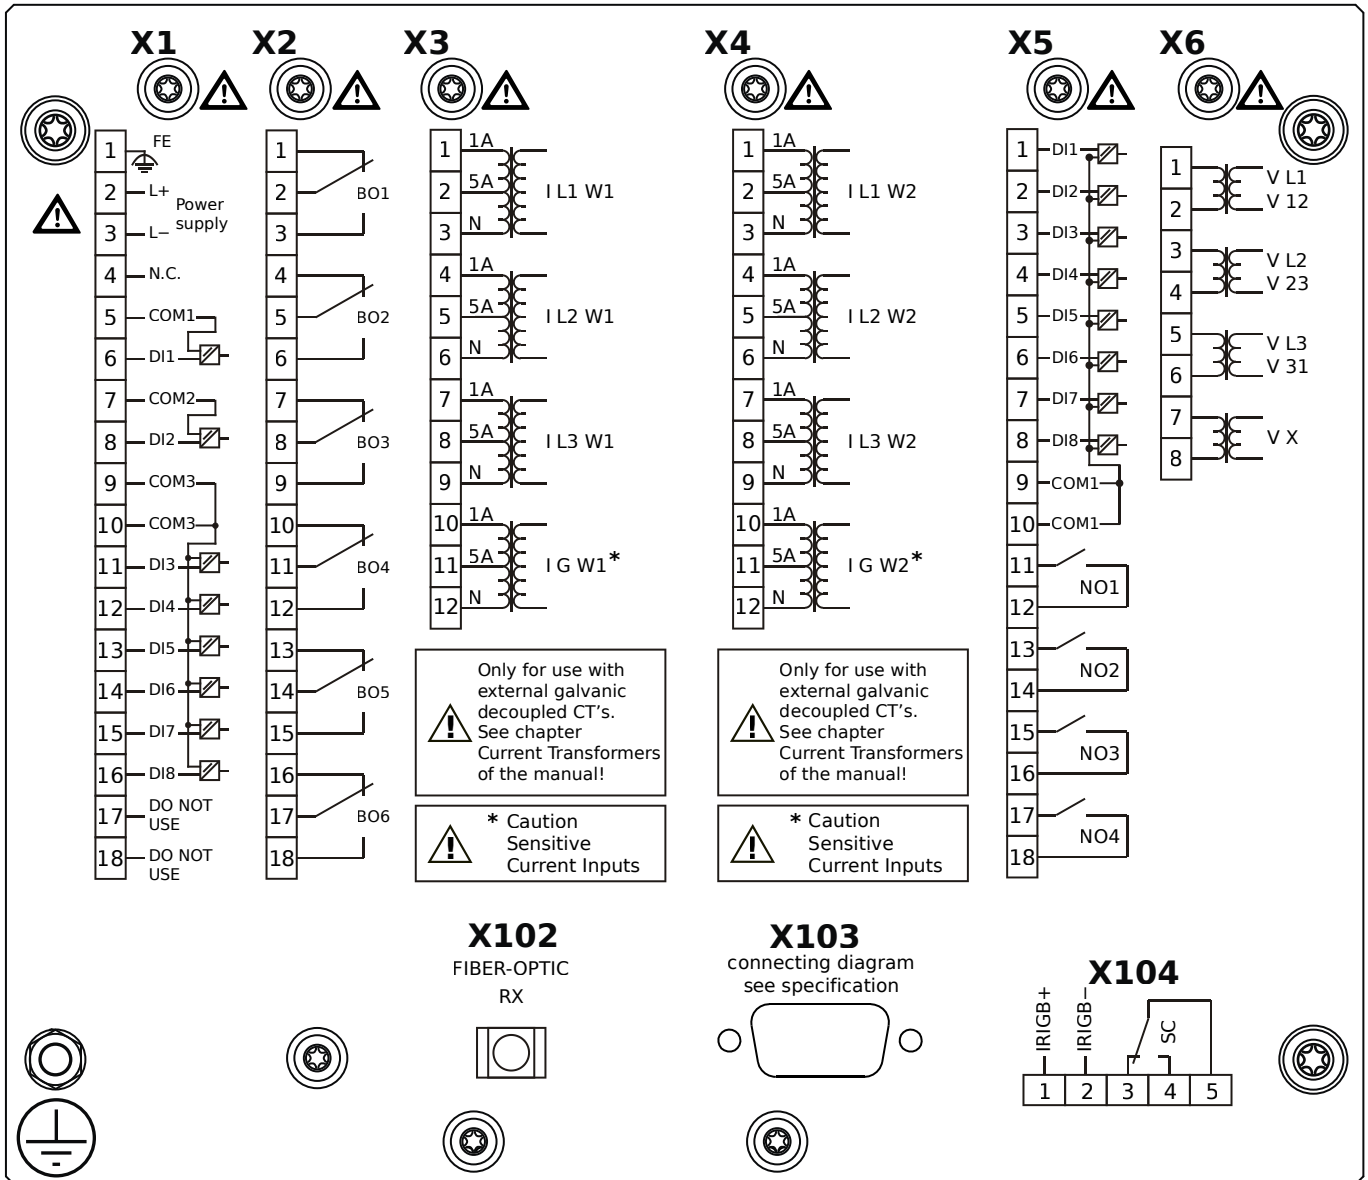 X1
X2
X3
X4
X5
X6
1 FE
2 L+
Power
supply
3 L−
4 N.C.
5 COM1
6 DI1
7 COM2
8 DI2
9 COM3
10 COM3
11 DI3
12 DI4
13 DI5
14 DI6
15 DI7
16 DI8
17 DO NOT
USE
18 DO NOT
USE
1
2 BO1
3
4
5 BO2
6
7
8 BO3
9
10
11 BO4
12
13
14 BO5
15
16
17 BO6
18
1 1A
2 5A I L1 W1
3 N
4 1A
5 5A I L2 W1
6 N
7 1A
8 5A I L3 W1
9 N
10 1A
11 5A I G W1*
12 N
Only for use with
external galvanic
decoupled CT's.
See chapter
Current Transformers
of the manual!
* Caution
Sensitive
Current Inputs
1 1A
2 5A I L1 W2
3 N
4 1A
5 5A I L2 W2
6 N
7 1A
8 5A I L3 W2
9 N
10 1A
11 5A I G W2*
12 N
Only for use with
external galvanic
decoupled CT's.
See chapter
Current Transformers
of the manual!
* Caution
Sensitive
Current Inputs
1 DI1
2 DI2
3 DI3
4 DI4
5 DI5
6 DI6
7 DI7
8 DI8
9 COM1
10 COM1
11
NO1
12
13
NO2
14
15
NO3
16
17
NO4
18
1 V L1
2 V 12
3 V L2
4 V 23
5 V L3
6 V 31
7
V X
8
X102
FIBER-OPTIC
RX
X103
connecting diagram
see specification
X104
IRIGB+
IRIGB−
SC
1 2 3 4 5